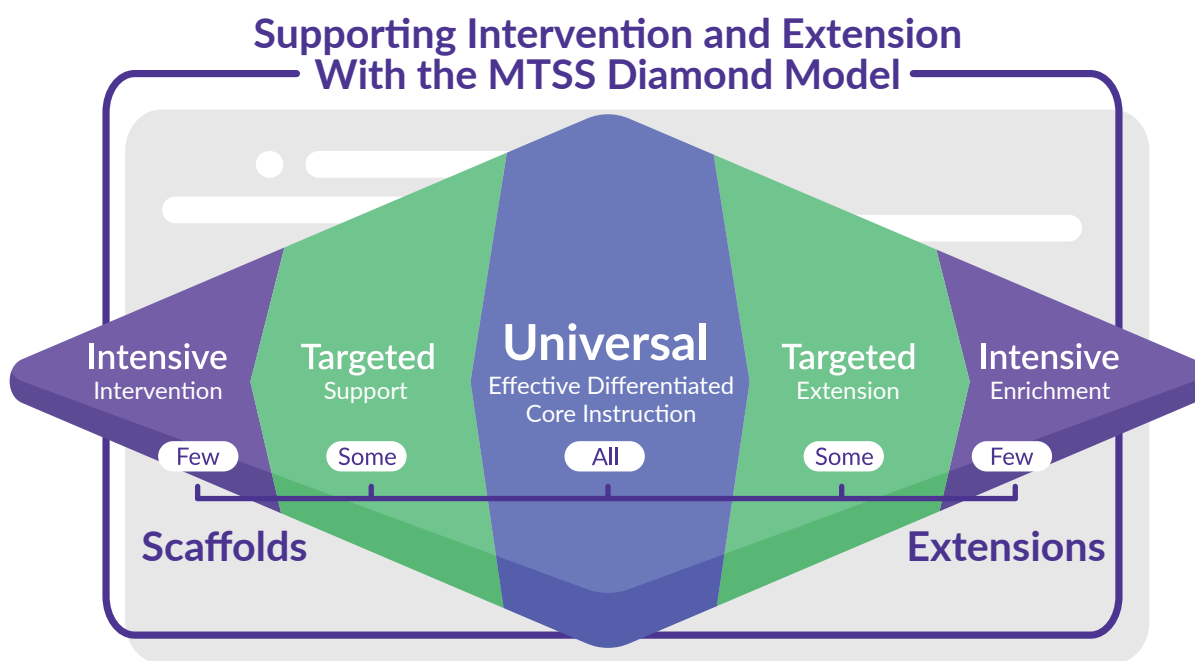 Supporting Intervention and Extension
With the MTSS Diamond Model
Intensive
Intervention
Few
Targeted
Support
Some
Universal
Effective Differentiated
Core Instruction
All
Targeted
Extension
Some
Intensive
Enrichment
Few
Scaffolds
Extensions